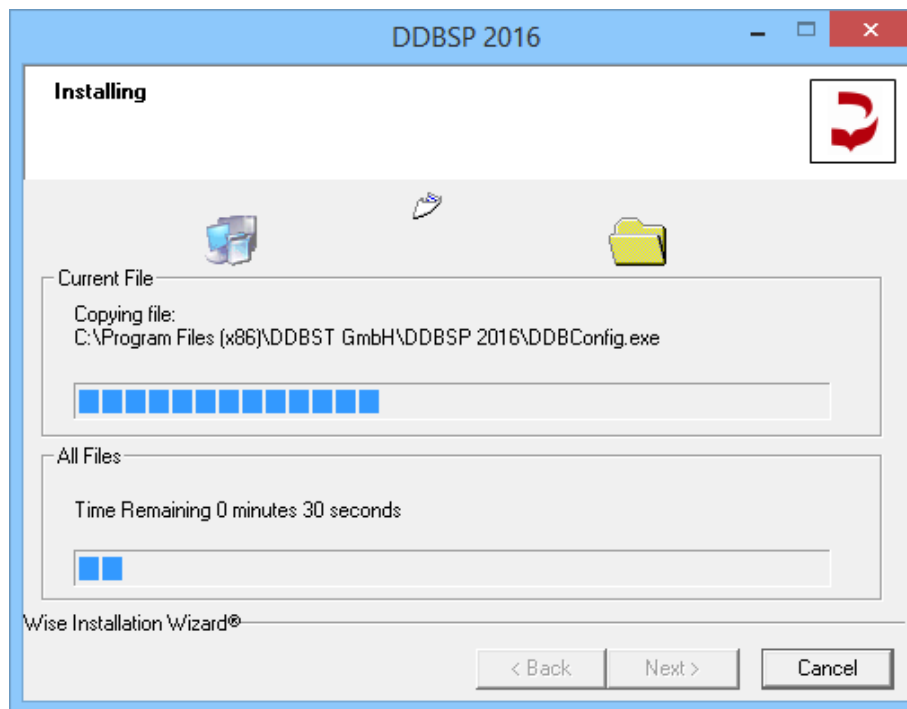 DDBSP 2016
Installing
Current File
Copying file:
C:\Program Files (x86)\DDBST GmbH\DDBSP 2016\DDBConfig.exe
All Files
Time Remaining 0 minutes 30 seconds
Wise Installation Wizard®
< Back Next > Cancel